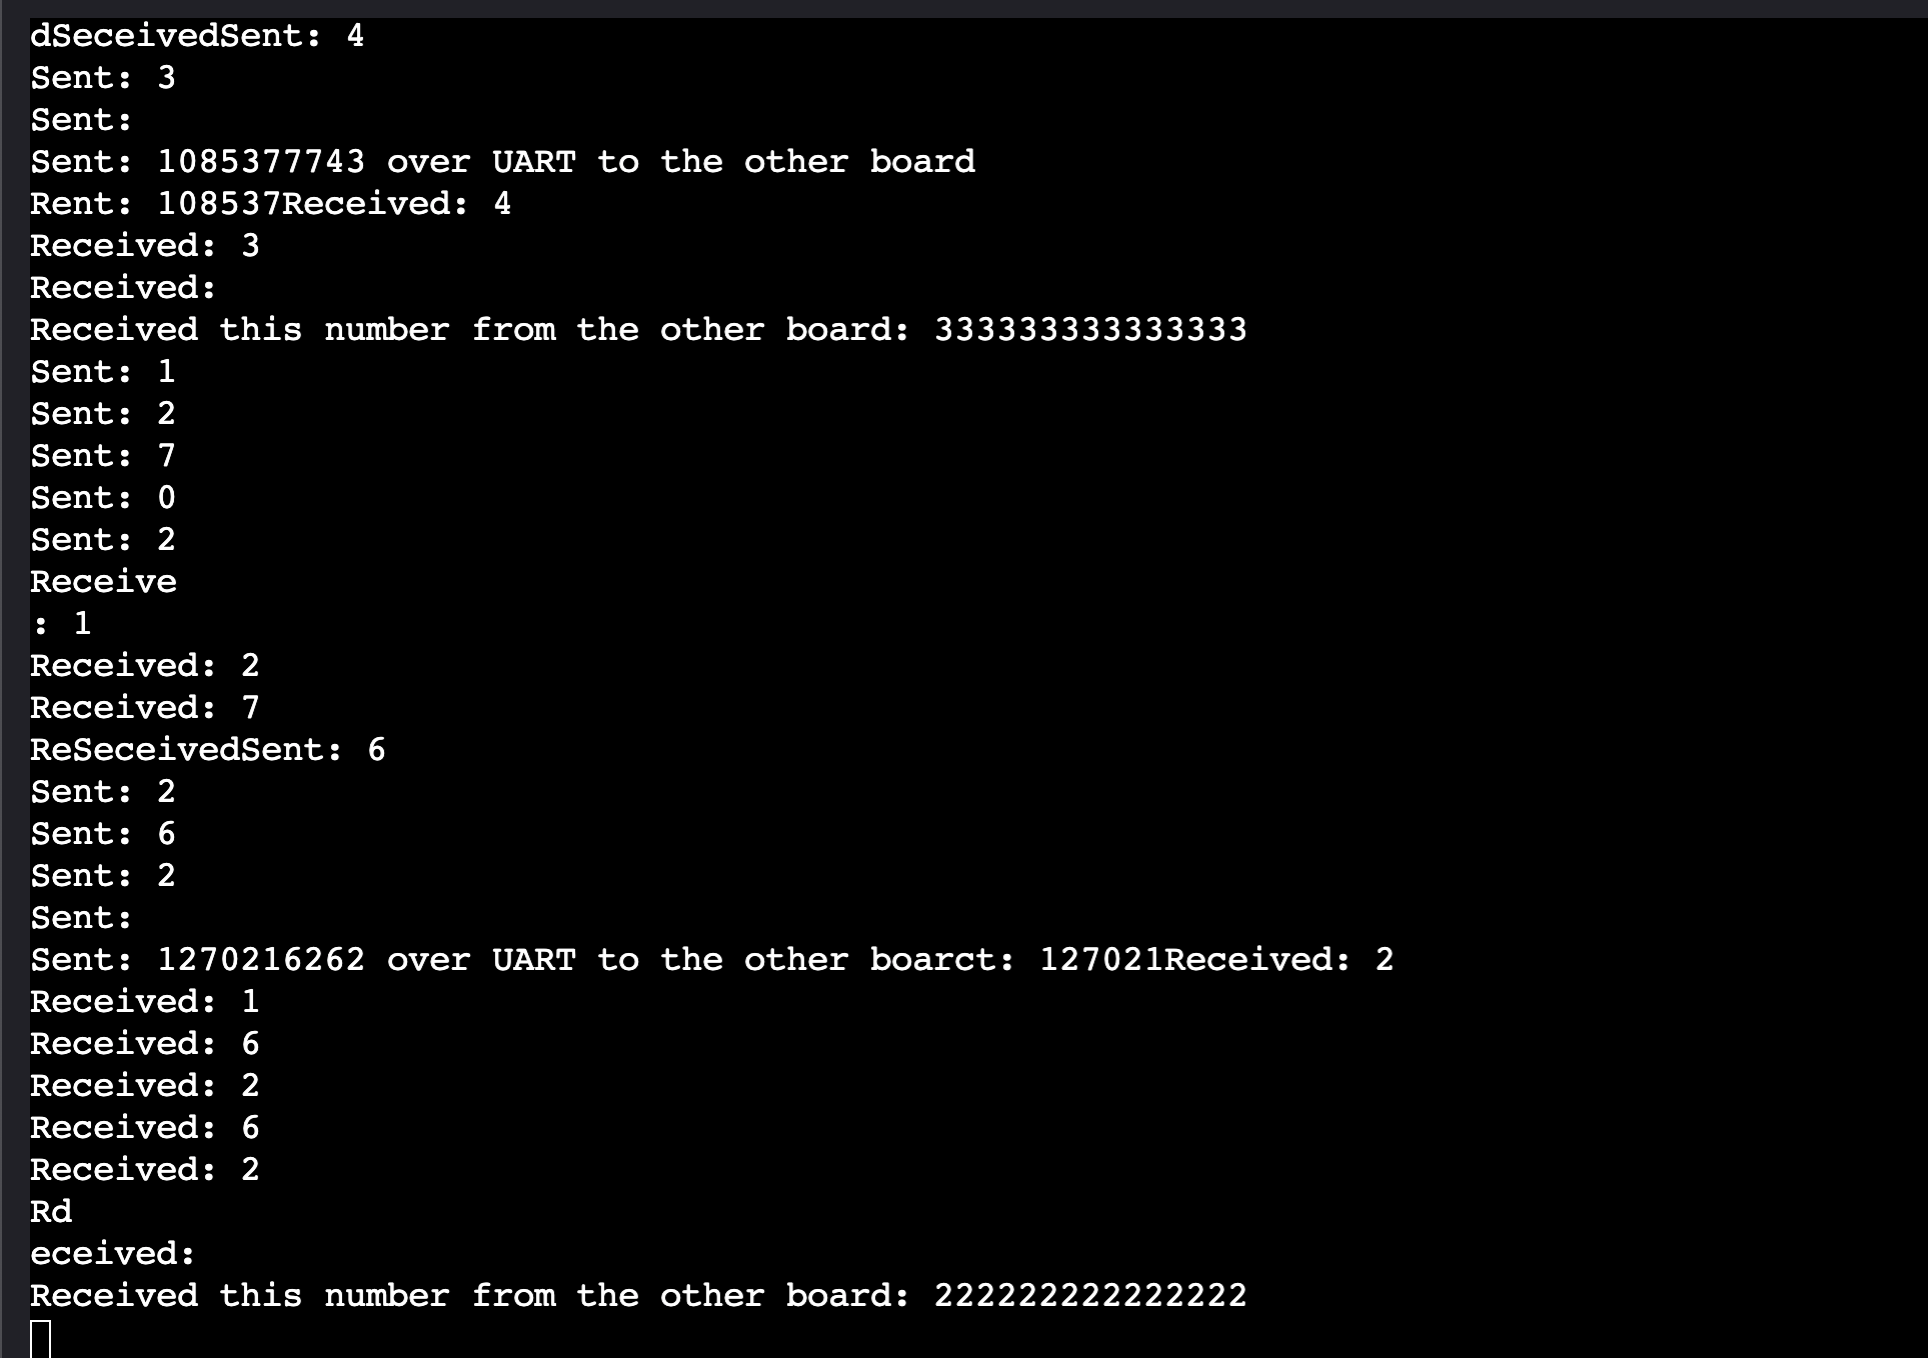 dSeceivedSent: 4
Sent: 3
Sent:
Sent: 1085377743 over UART to the other board
Rent: 108537Received: 4
Received: 3
Received:
Received this number from the other board: 333333333333333
Sent: 1
Sent: 2
Sent: 7
Sent: 0
Sent: 2
Receive
: 1
Received: 2
Received: 7
ReSeceivedSent: 6
Sent: 2
Sent: 6
Sent: 2
Sent:
Sent: 1270216262 over UART to the other boarct: 127021Received: 2
Received: 1
Received: 6
Received: 2
Received: 6
Received: 2
Rd
eceived:
Received this number from the other board: 222222222222222